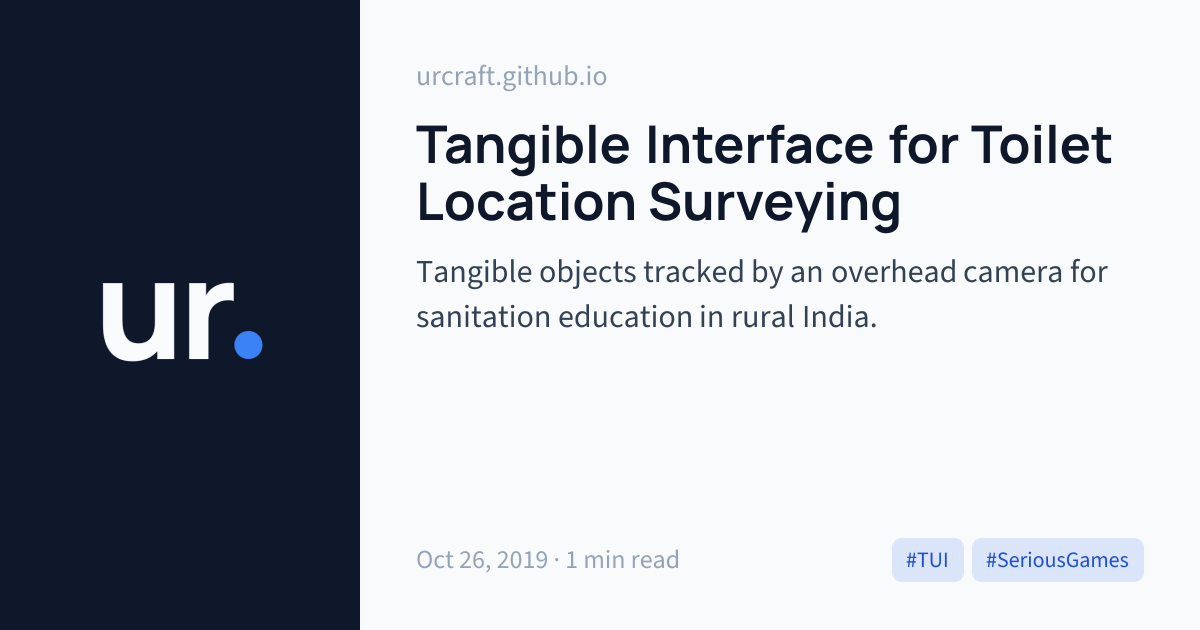 ur.
urcraft.github.io
Tangible Interface for Toilet
Location Surveying
Tangible objects tracked by an overhead camera for
sanitation education in rural India.
Oct 26, 2019 · 1 min read
#TUI
#SeriousGames